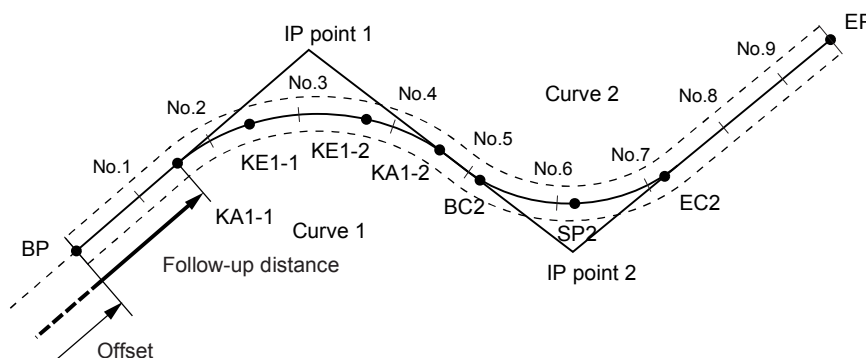 IP point 1
EP
No.9
No.3
No.2
No.4
Curve 2
No.8
No.1
No.5
No.7
KE1-1
KE1-2
KA1-2
No.6
BC2
EC2
KA1-1
Curve 1
SP2
BP
Follow-up distance
IP point 2
Offset